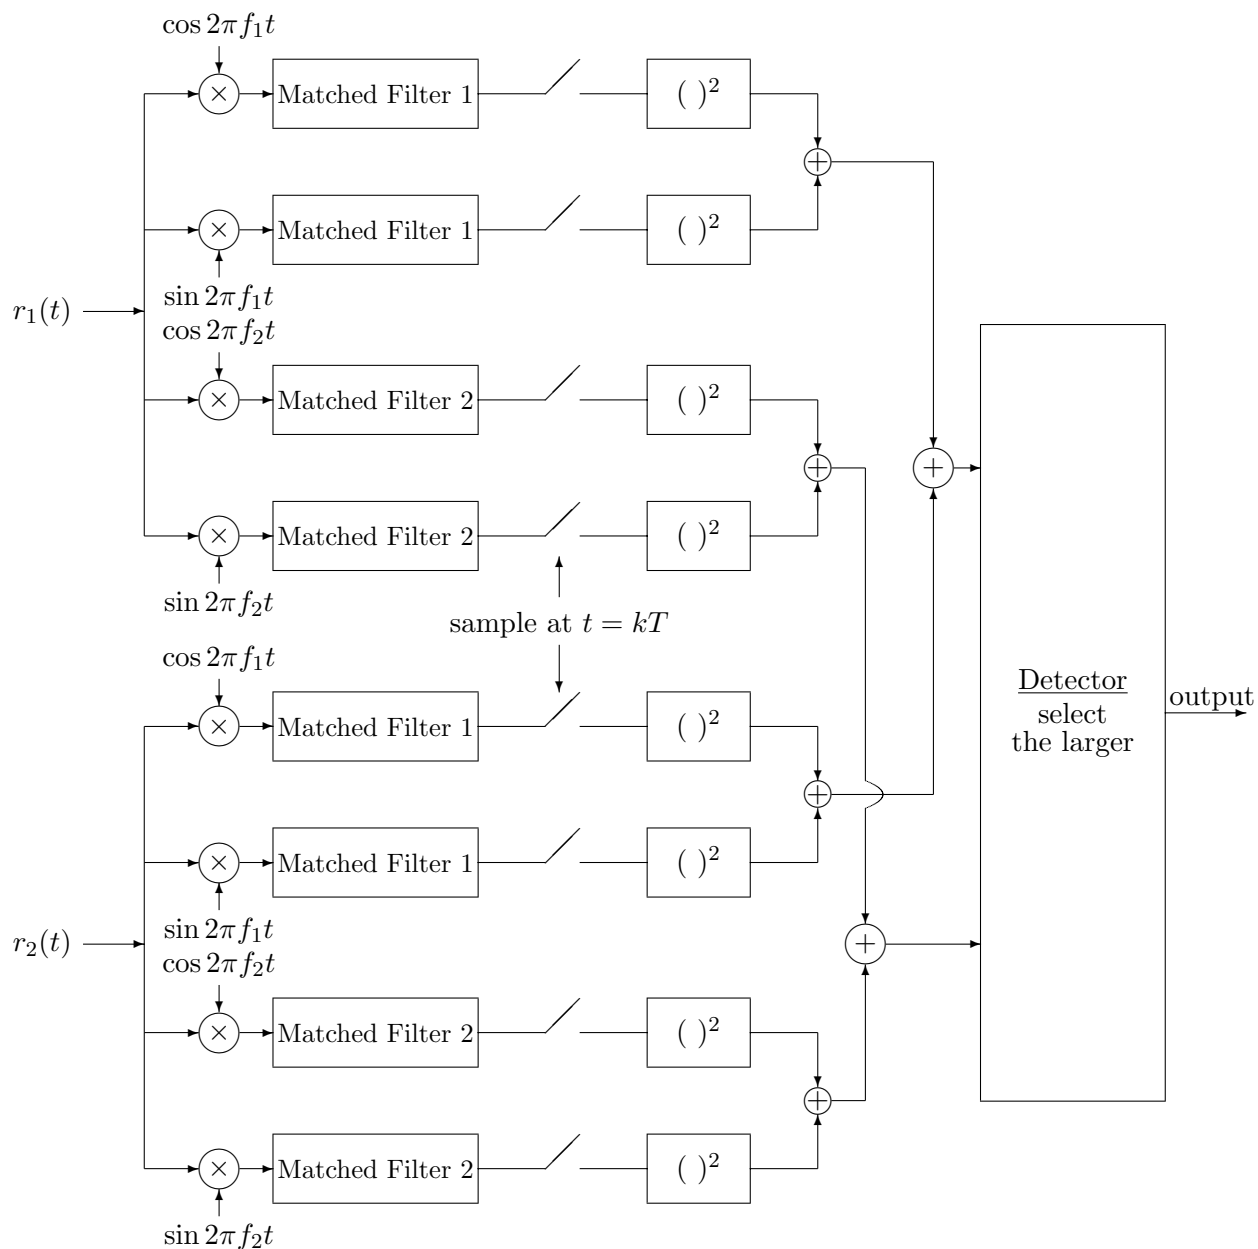 cos 2πf₁t
Matched Filter 1
( )²
Matched Filter 1
( )²
sin 2πf₁t
r₁(t)
cos 2πf₂t
Matched Filter 2
( )²
Matched Filter 2
( )²
sin 2πf₂t
sample at t = kT
cos 2πf₁t
Matched Filter 1
( )²
Detector
select
the larger
output
Matched Filter 1
( )²
sin 2πf₁t
r₂(t)
cos 2πf₂t
Matched Filter 2
( )²
Matched Filter 2
( )²
sin 2πf₂t